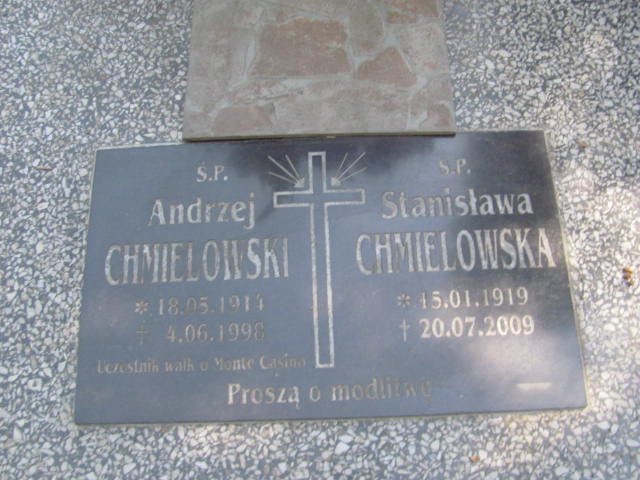 Ś.P.
Andrzej
CHMIELOWSKI
* 18.05.1914
† 4.06.1998
Uczestnik walk o Monte Casino
Ś.P.
Stanisława
CHMIELOWSKA
* 15.01.1919
† 20.07.2009
Proszą o modlitwę